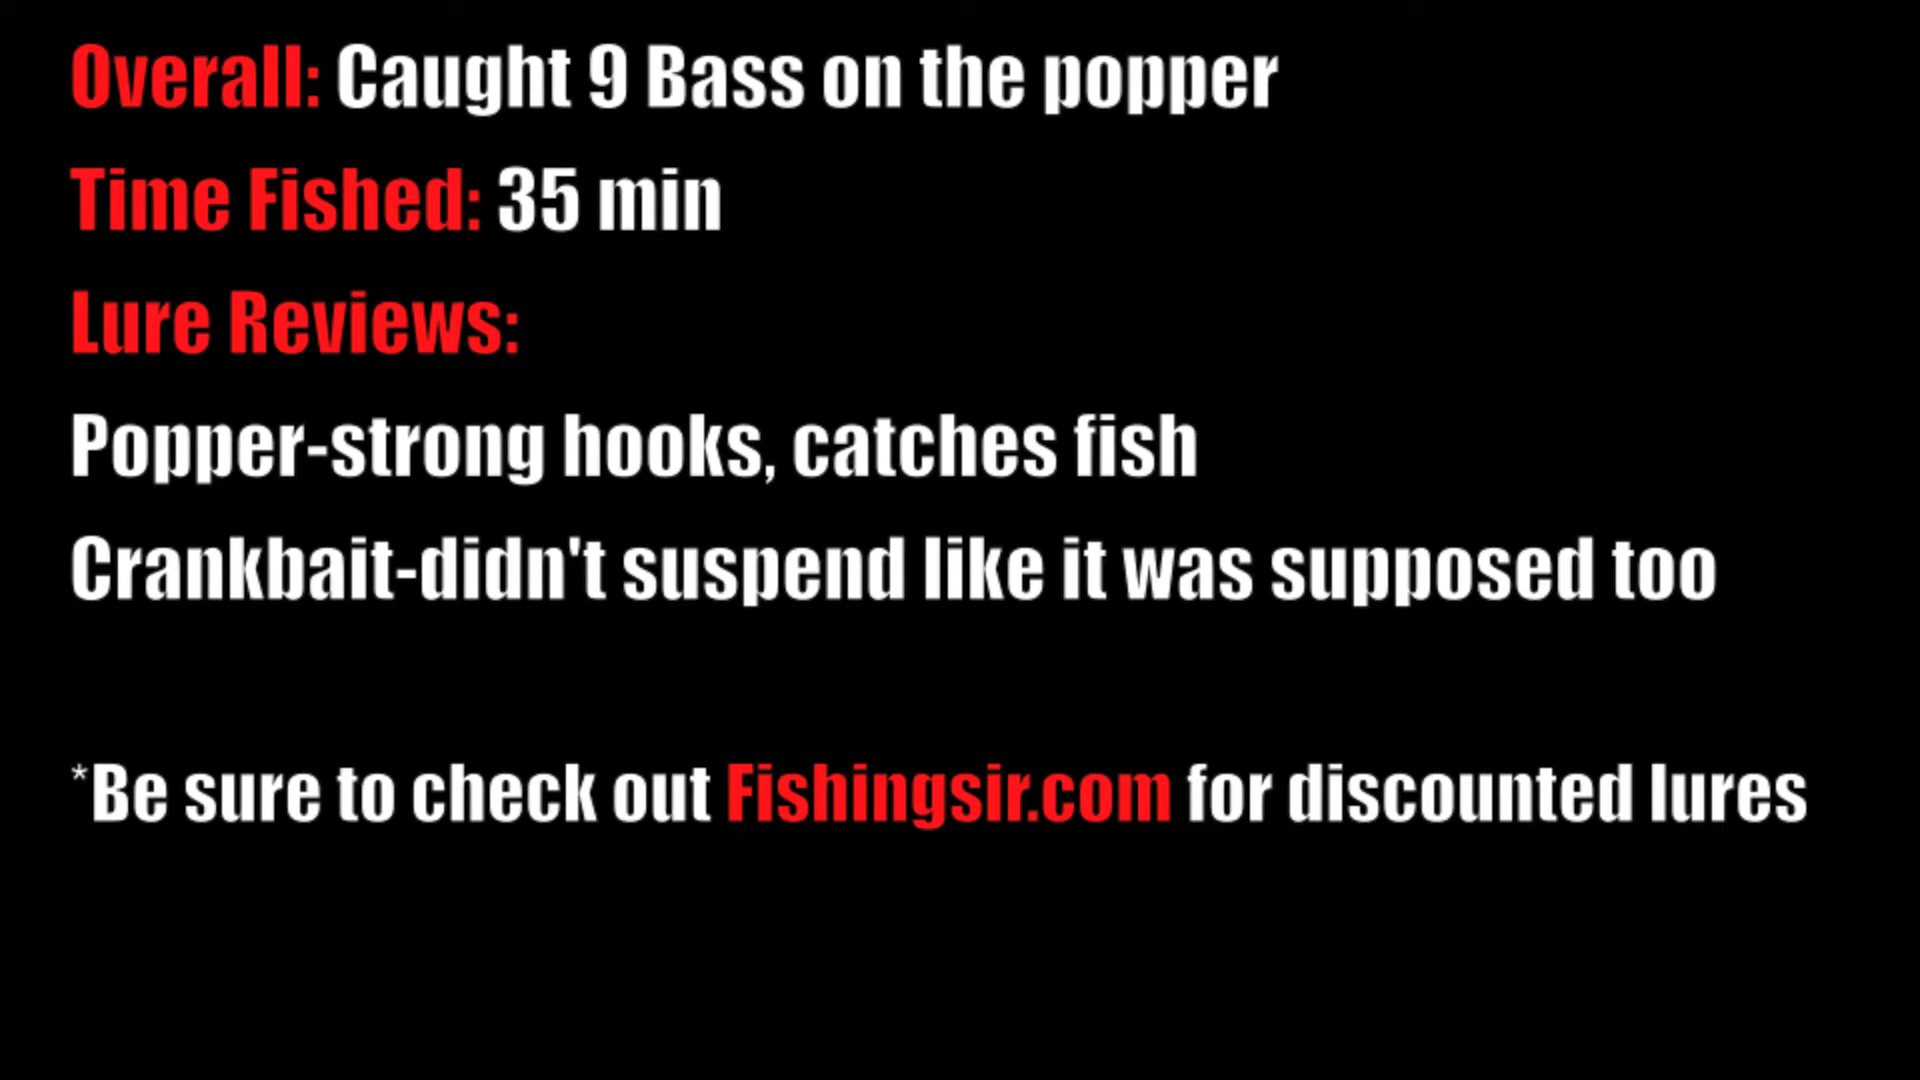 Overall: Caught 9 Bass on the popper
Time Fished: 35 min
Lure Reviews:
Popper-strong hooks, catches fish
Crankbait-didn't suspend like it was supposed too
*Be sure to check out Fishingsir.com for discounted lures